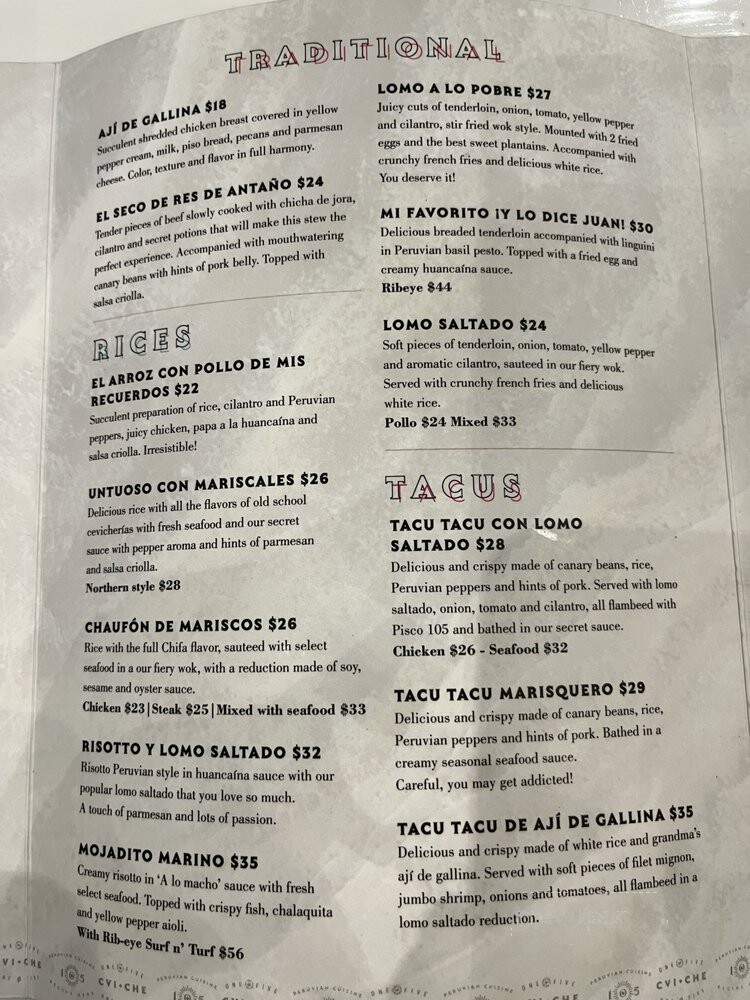 TRADITIONAL
AJÍ DE GALLINA $18
Succulent shredded chicken breast covered in yellow
pepper cream, milk, piso bread, pecans and parmesan
cheese. Color, texture and flavor in full harmony.
EL SECO DE RES DE ANTAÑO $24
Tender pieces of beef slowly cooked with chicha de jora,
cilantro and secret potions that will make this stew the
perfect experience. Accompanied with mouthwatering
canary beans with hints of pork belly. Topped with
salsa criolla.
RICES
EL ARROZ CON POLLO DE MIS
RECUERDOS $22
Succulent preparation of rice, cilantro and Peruvian
peppers, juicy chicken, papa a la huancaína and
salsa criolla. Irresistible!
UNTUOSO CON MARISCALES $26
Delicious rice with all the flavors of old school
cevicherías with fresh seafood and our secret
sauce with pepper aroma and hints of parmesan
and salsa criolla.
Northern style $28
CHAUFÓN DE MARISCOS $26
Rice with the full Chifa flavor, sauteed with select
seafood in a our fiery wok, with a reduction made of soy,
sesame and oyster sauce.
Chicken $23|Steak $25|Mixed with seafood $33
RISOTTO Y LOMO SALTADO $32
Risotto Peruvian style in huancaína sauce with our
popular lomo saltado that you love so much.
A touch of parmesan and lots of passion.
MOJADITO MARINO $35
Creamy risotto in 'A lo macho' sauce with fresh
select seafood. Topped with crispy fish, chalaquita
and yellow pepper aioli.
With Rib-eye Surf n' Turf $56
LOMO A LO POBRE $27
Juicy cuts of tenderloin, onion, tomato, yellow pepper
and cilantro, stir fried wok style. Mounted with 2 fried
eggs and the best sweet plantains. Accompanied with
crunchy french fries and delicious white rice.
You deserve it!
MI FAVORITO ¡Y LO DICE JUAN! $30
Delicious breaded tenderloin accompanied with linguini
in Peruvian basil pesto. Topped with a fried egg and
creamy huancaína sauce.
Ribeye $44
LOMO SALTADO $24
Soft pieces of tenderloin, onion, tomato, yellow pepper
and aromatic cilantro, sauteed in our fiery wok.
Served with crunchy french fries and delicious
white rice.
Pollo $24 Mixed $33
TACUS
TACU TACU CON LOMO
SALTADO $28
Delicious and crispy made of canary beans, rice,
Peruvian peppers and hints of pork. Served with lomo
saltado, onion, tomato and cilantro, all flambeed with
Pisco 105 and bathed in our secret sauce.
Chicken $26 - Seafood $32
TACU TACU MARISQUERO $29
Delicious and crispy made of canary beans, rice,
Peruvian peppers and hints of pork. Bathed in a
creamy seasonal seafood sauce.
Careful, you may get addicted!
TACU TACU DE AJÍ DE GALLINA $35
Delicious and crispy made of white rice and grandma's
ají de gallina. Served with soft pieces of filet mignon,
jumbo shrimp, onions and tomatoes, all flambeed in a
lomo saltado reduction.
CVI•CHE
PERUVIAN CUISINE
ONE FIVE
PERUVIAN CUISINE
ONE FIVE
PERUVIAN CUISINE
ONE FIVE
CVI•CHE